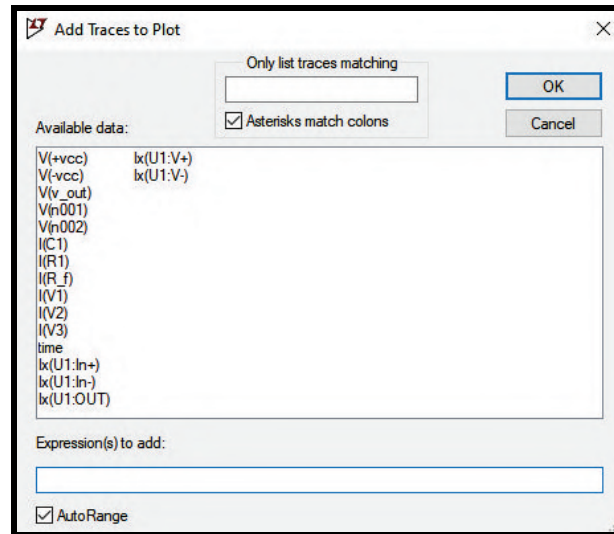 Add Traces to Plot
Only list traces matching
OK
Asterisks match colons
Cancel
Available data:
V(+vcc) Ix(U1:V+)
V(-vcc) Ix(U1:V-)
V(v_out)
V(n001)
V(n002)
I(C1)
I(R1)
I(R_f)
I(V1)
I(V2)
I(V3)
time
Ix(U1:In+)
Ix(U1:In-)
Ix(U1:OUT)
Expression(s) to add:
AutoRange